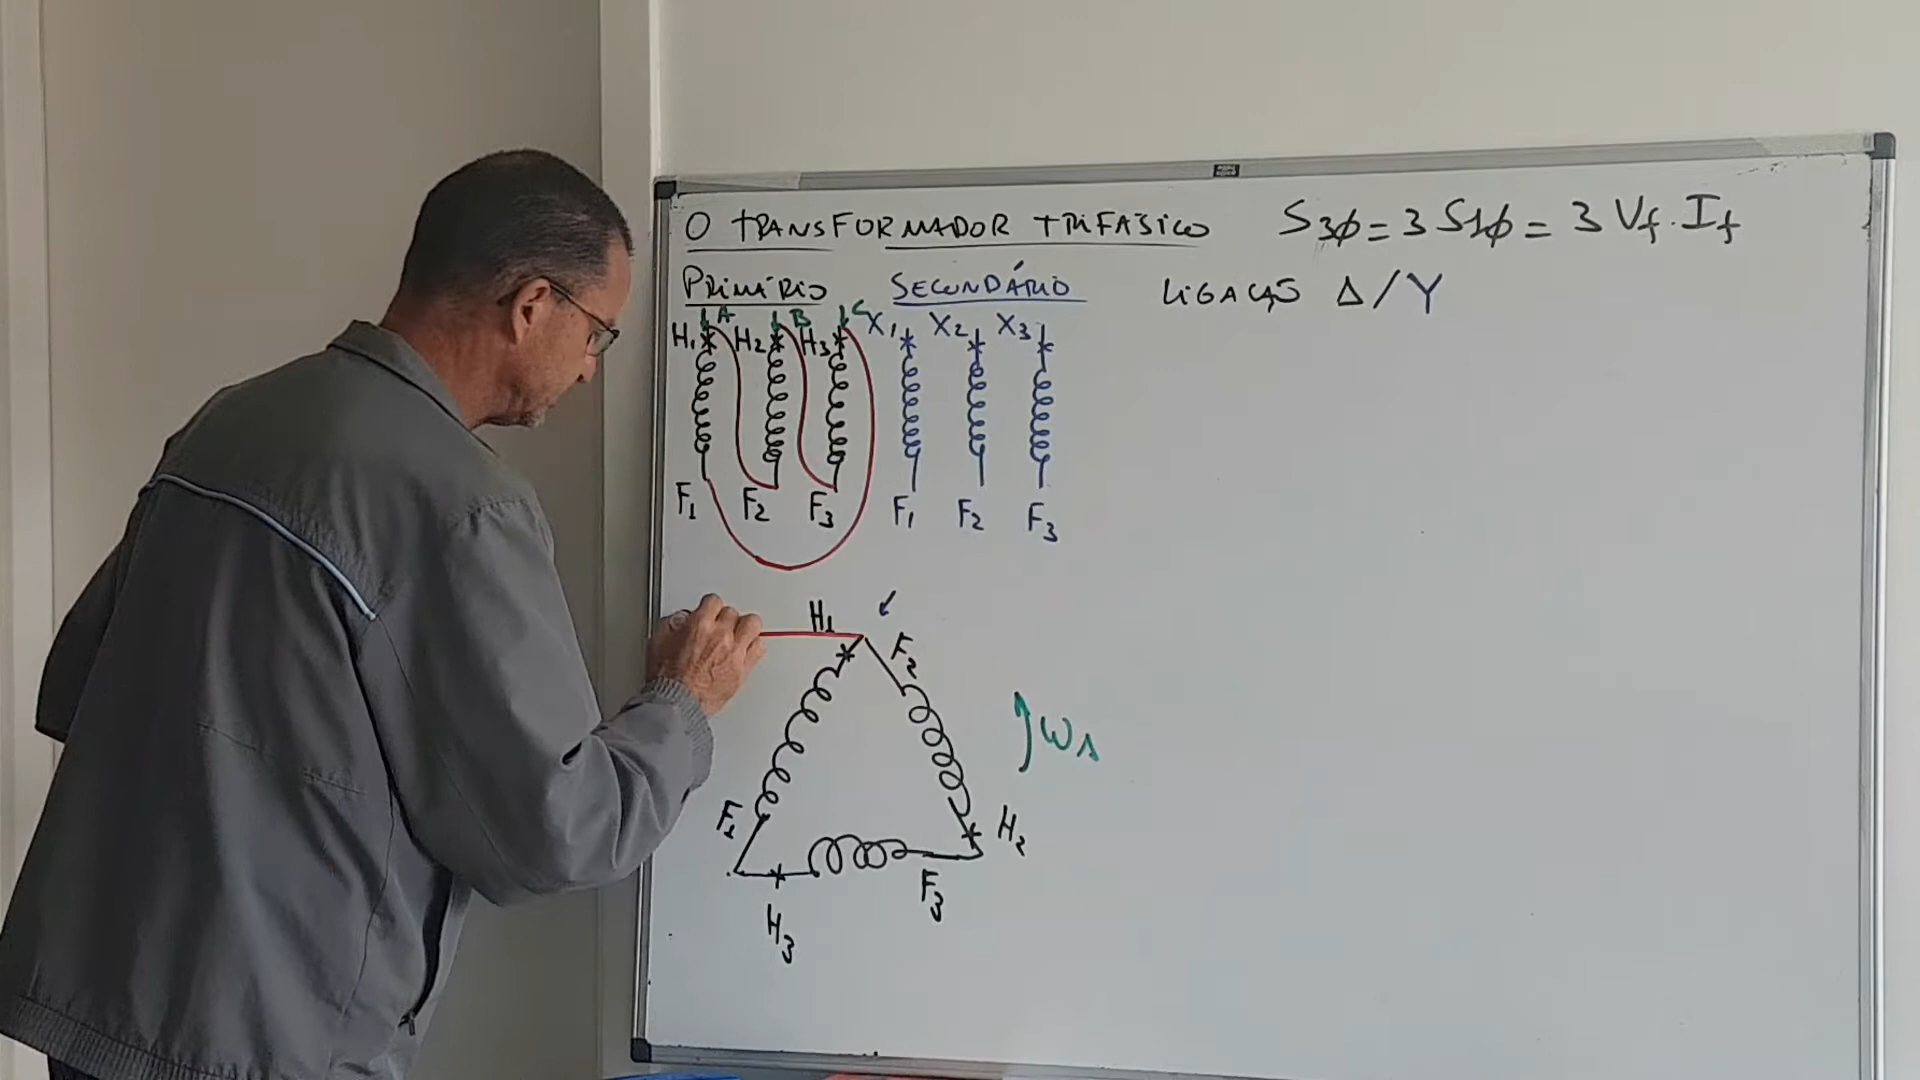 O TRANSFORMADOR TRIFÁSICO
S3ϕ = 3 S1ϕ = 3 Vf . If
PRIMÁRIO
SECUNDÁRIO
LIGAÇÃO Δ/Y
A B C
H1 H2 H3 X1 X2 X3
F1 F2 F3 F1 F2 F3
H1
F2
ωs
F1
H2
F3
H3